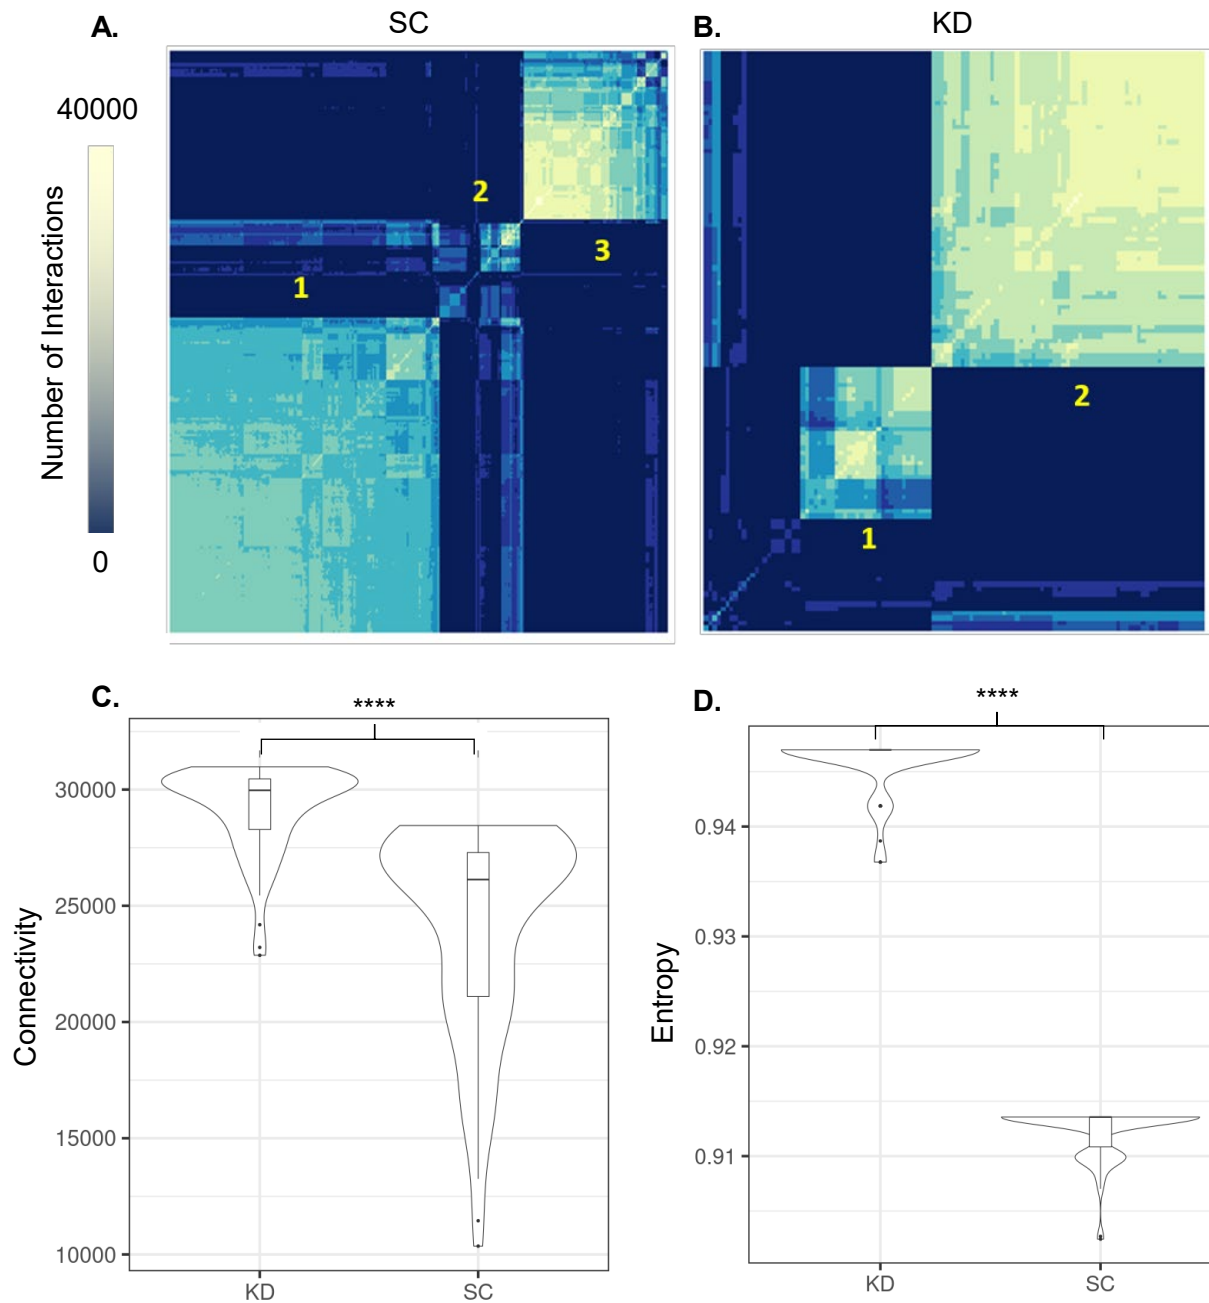 A.
SC
B.
KD
40000
Number of Interactions
0
2
3
1
2
1
C.
****
30000
25000
20000
15000
10000
Connectivity
KD
SC
D.
****
0.94
0.93
0.92
0.91
Entropy
KD
SC